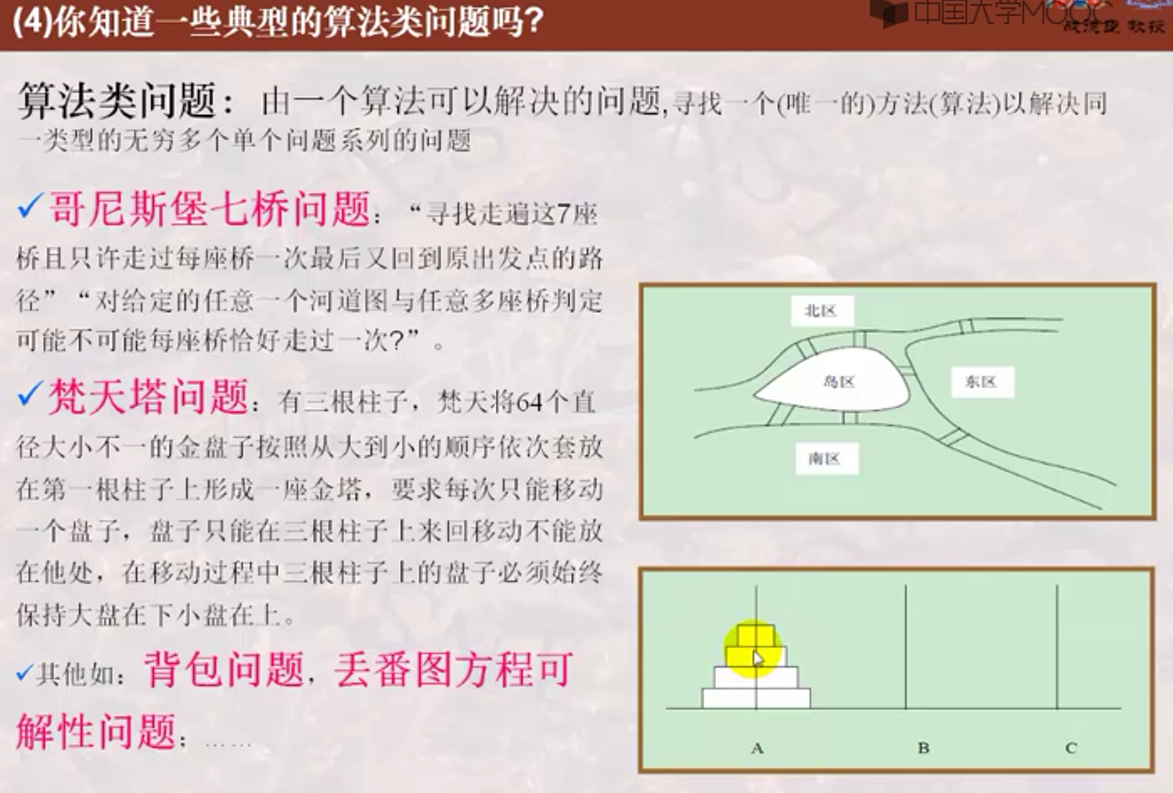 (4)你知道一些典型的算法类问题吗?
中国大学MOOC
战德臣 教授
算法类问题：由一个算法可以解决的问题,寻找一个(唯一的)方法(算法)以解决同
一类型的无穷多个单个问题系列的问题
✓哥尼斯堡七桥问题：“寻找走遍这7座
桥且只许走过每座桥一次最后又回到原出发点的路
径”“对给定的任意一个河道图与任意多座桥判定
可能不可能每座桥恰好走过一次?”。
✓梵天塔问题：有三根柱子，梵天将64个直
径大小不一的金盘子按照从大到小的顺序依次套放
在第一根柱子上形成一座金塔，要求每次只能移动
一个盘子，盘子只能在三根柱子上来回移动不能放
在他处，在移动过程中三根柱子上的盘子必须始终
保持大盘在下小盘在上。
✓其他如：背包问题，丢番图方程可
解性问题；……
北区
岛区
东区
南区
A
B
C